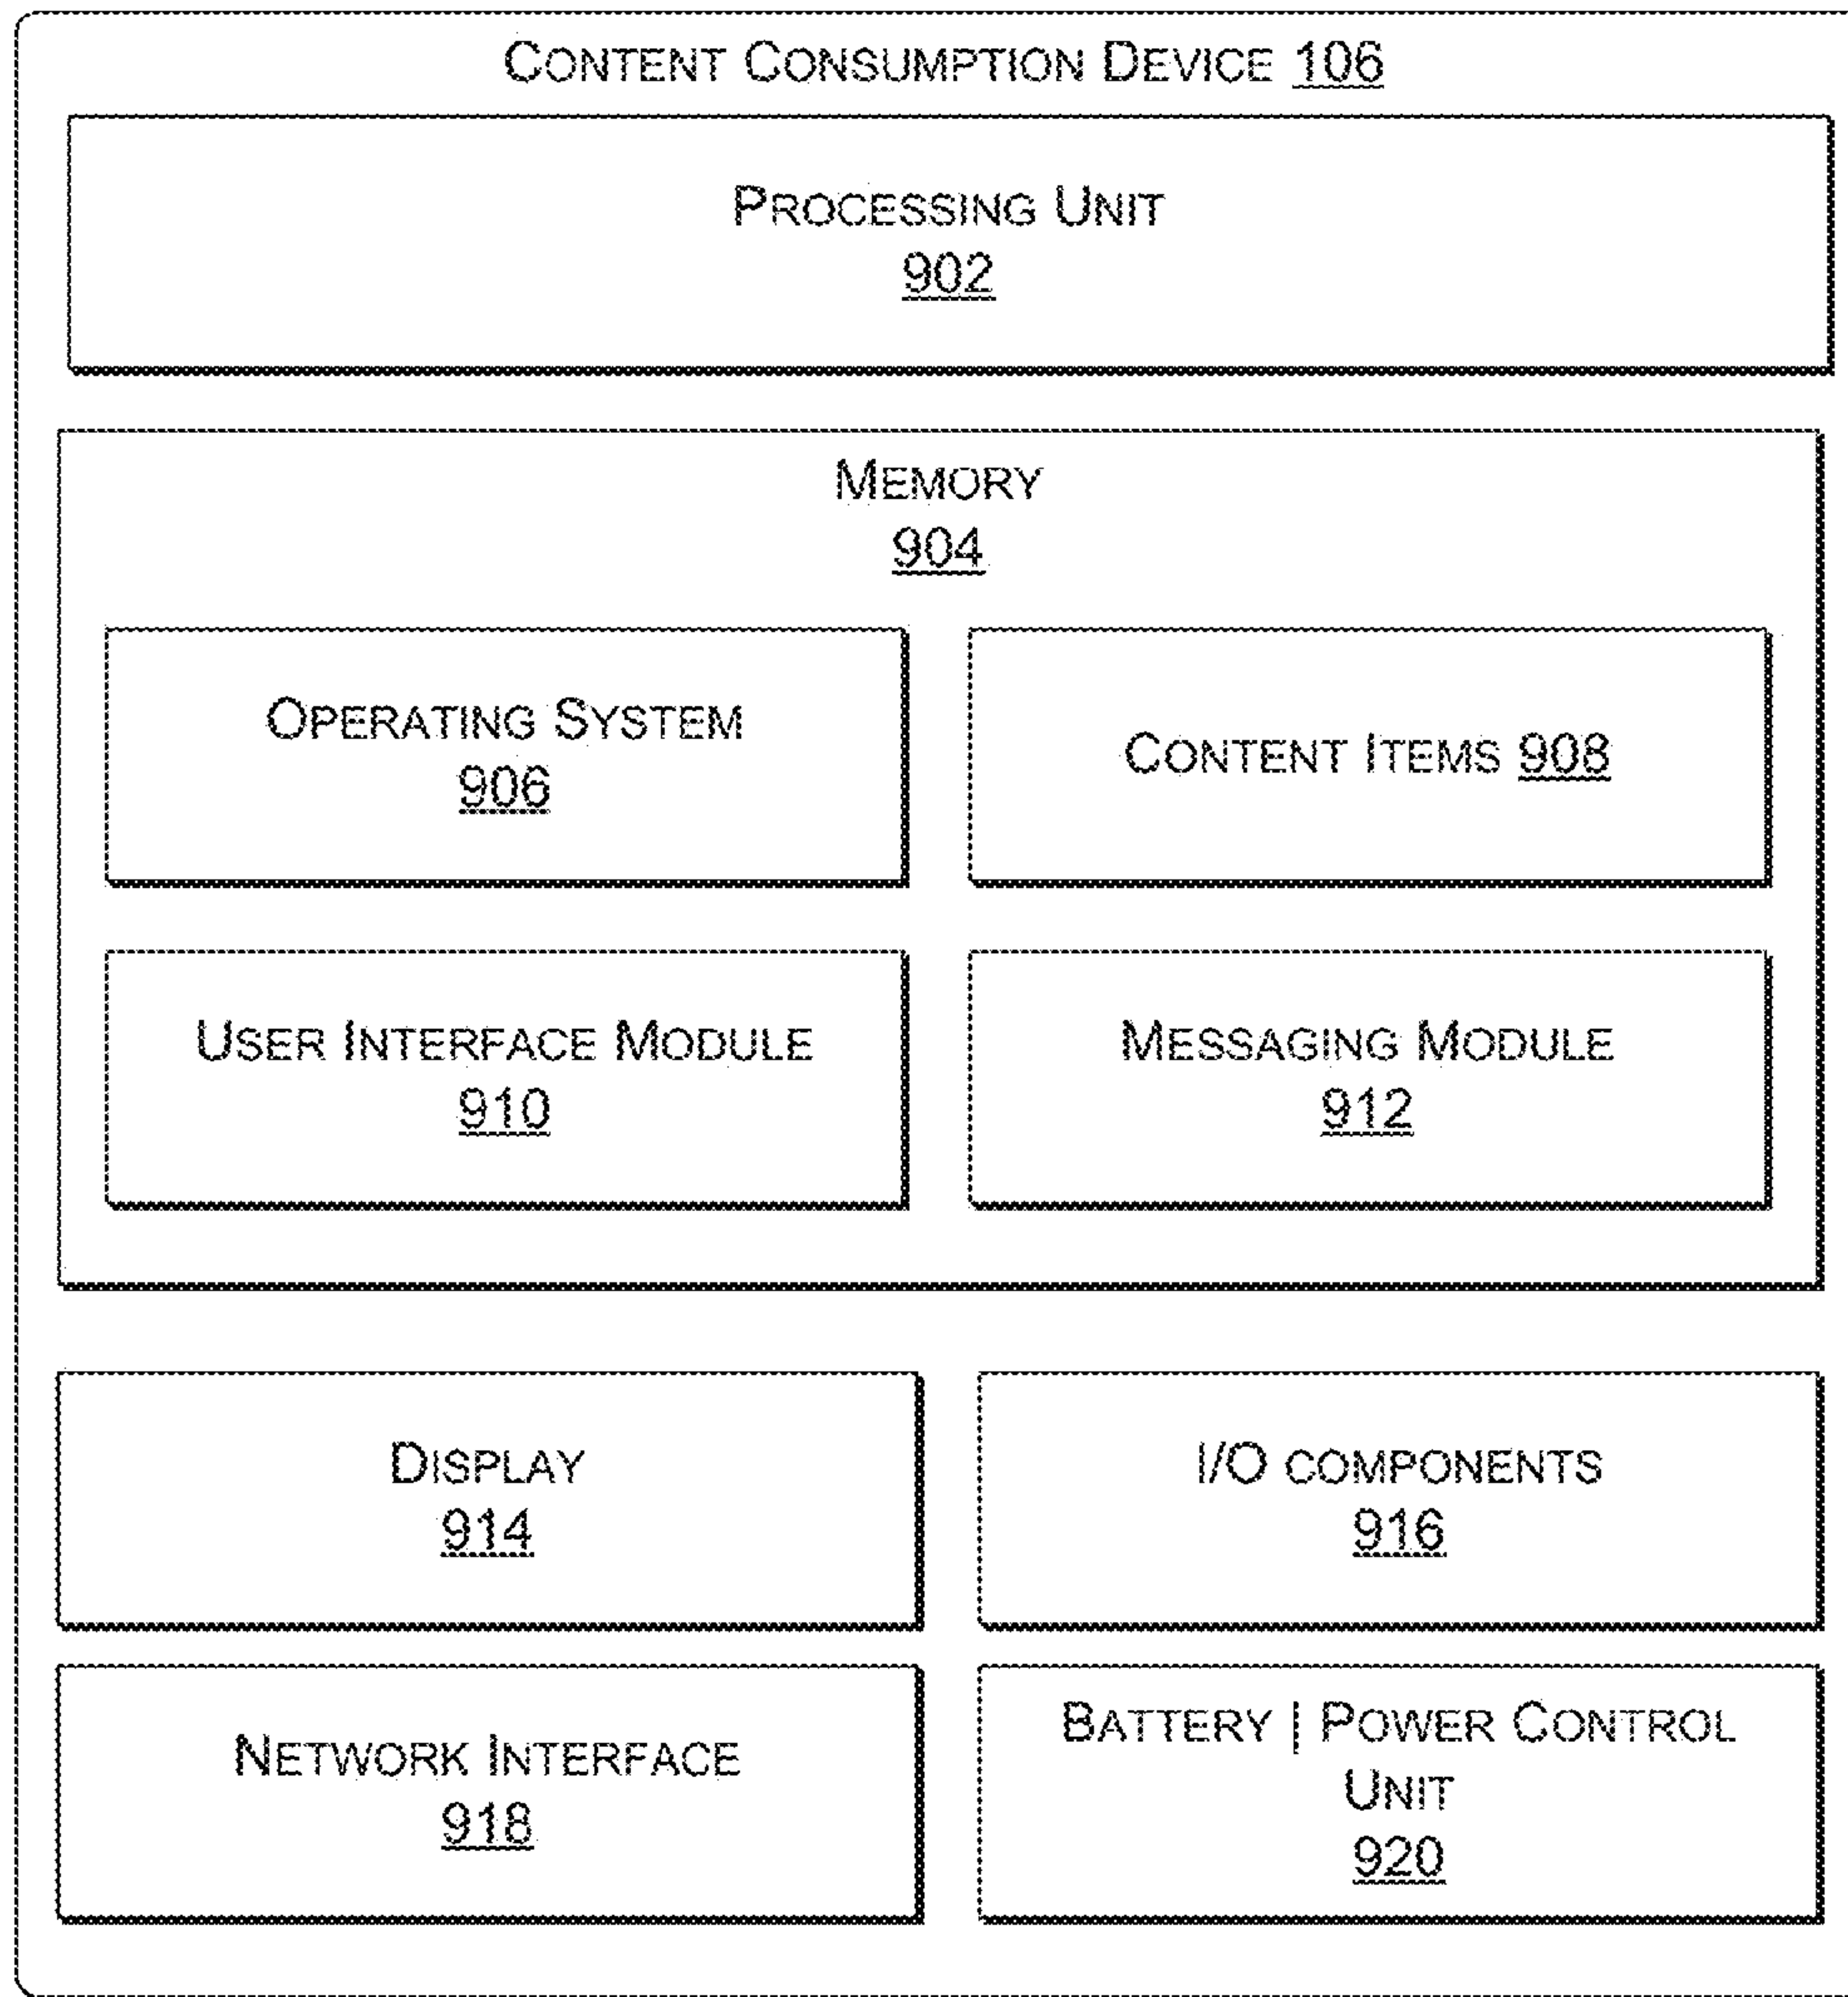 CONTENT CONSUMPTION DEVICE 106
PROCESSING UNIT
902
MEMORY
904
OPERATING SYSTEM
906
CONTENT ITEMS 908
USER INTERFACE MODULE
910
MESSAGING MODULE
912
DISPLAY
914
I/O COMPONENTS
916
NETWORK INTERFACE
918
BATTERY | POWER CONTROL
UNIT
920